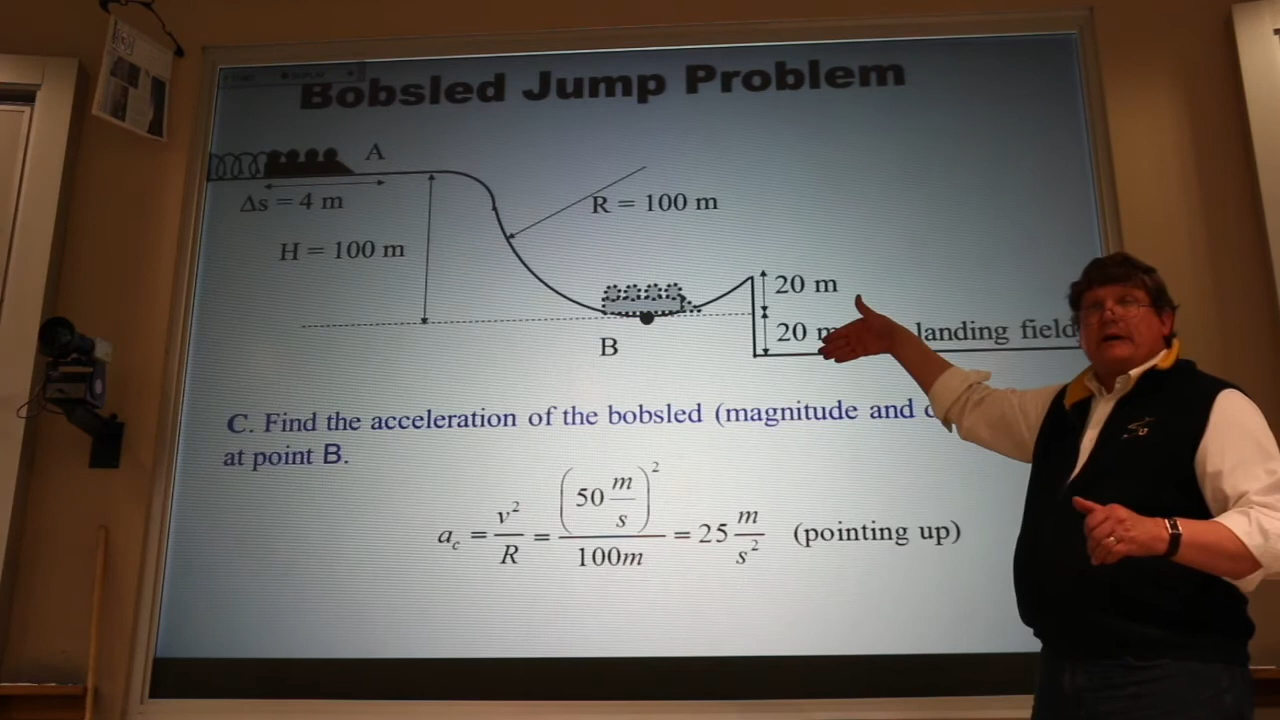 Bobsled Jump Problem
A
Δs = 4 m
R = 100 m
H = 100 m
20 m
20 m
landing field
B
C. Find the acceleration of the bobsled (magnitude and
at point B.
a_c = v²/R = (50 m/s)²/100m = 25 m/s² (pointing up)